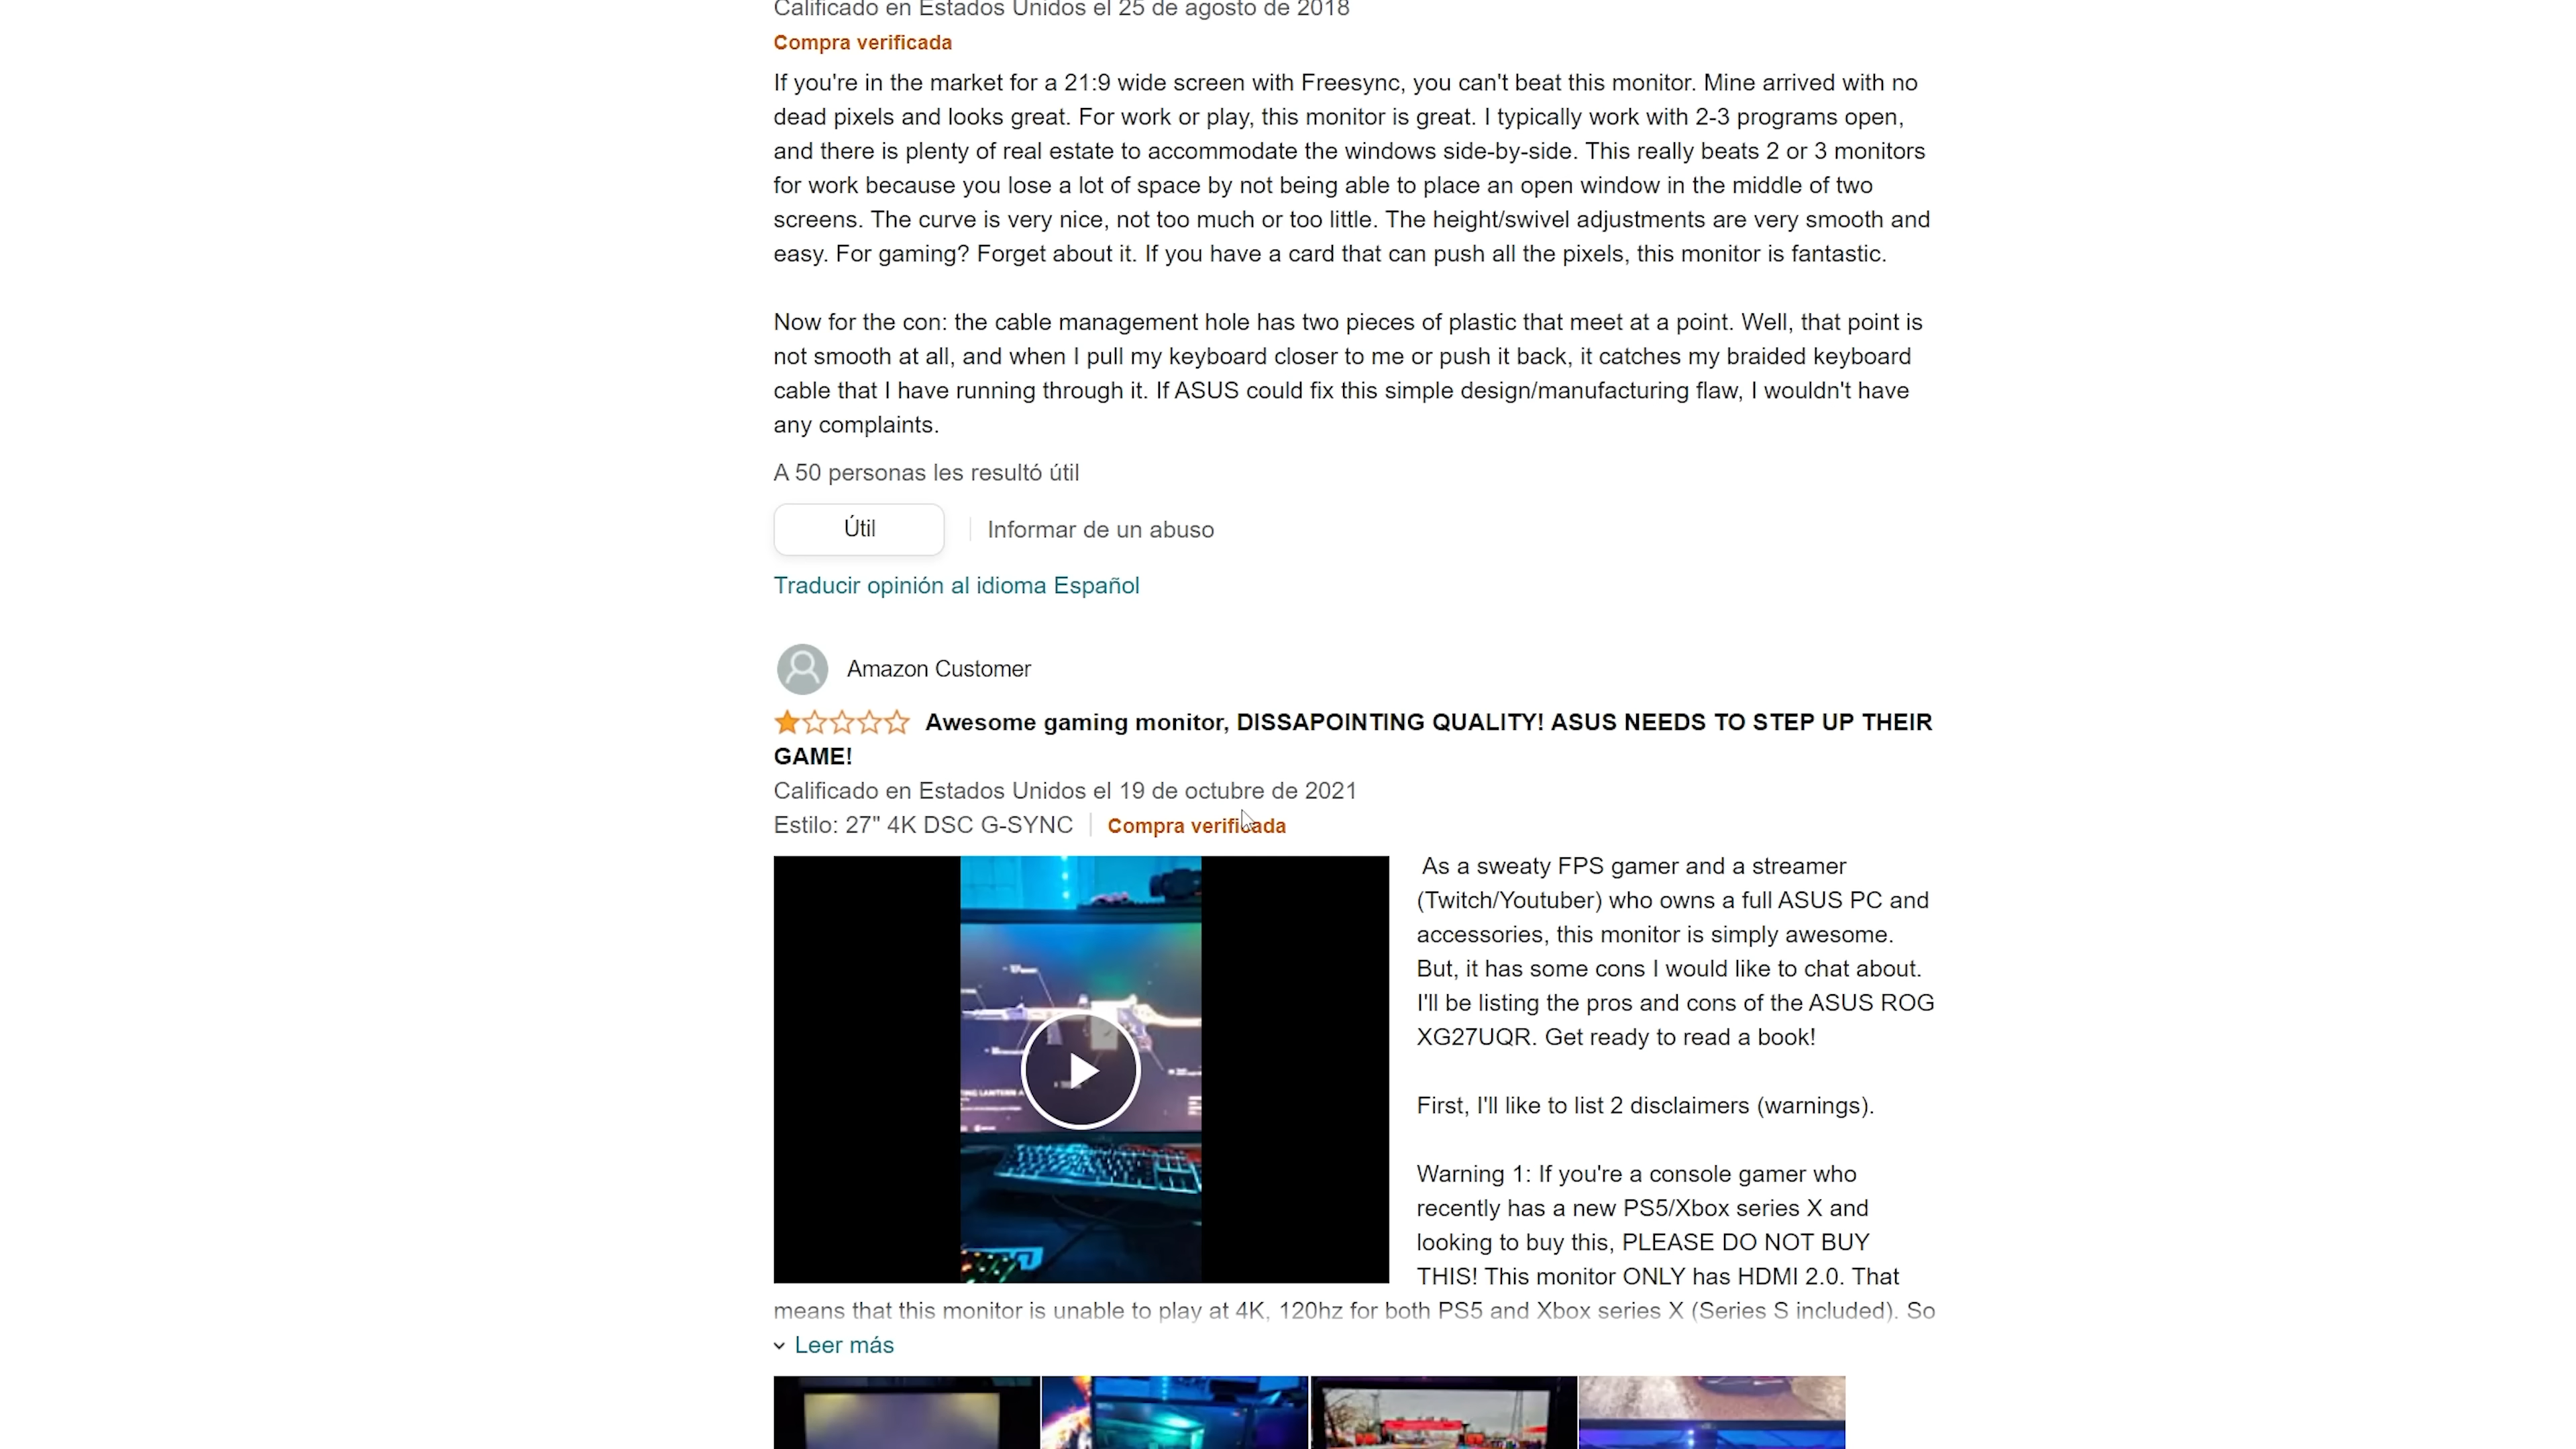 Calificado en Estados Unidos el 25 de agosto de 2018
Compra verificada
If you're in the market for a 21:9 wide screen with Freesync, you can't beat this monitor. Mine arrived with no
dead pixels and looks great. For work or play, this monitor is great. I typically work with 2-3 programs open,
and there is plenty of real estate to accommodate the windows side-by-side. This really beats 2 or 3 monitors
for work because you lose a lot of space by not being able to place an open window in the middle of two
screens. The curve is very nice, not too much or too little. The height/swivel adjustments are very smooth and
easy. For gaming? Forget about it. If you have a card that can push all the pixels, this monitor is fantastic.
Now for the con: the cable management hole has two pieces of plastic that meet at a point. Well, that point is
not smooth at all, and when I pull my keyboard closer to me or push it back, it catches my braided keyboard
cable that I have running through it. If ASUS could fix this simple design/manufacturing flaw, I wouldn't have
any complaints.
A 50 personas les resultó útil
Útil
Informar de un abuso
Traducir opinión al idioma Español
Amazon Customer
Awesome gaming monitor, DISSAPOINTING QUALITY! ASUS NEEDS TO STEP UP THEIR
GAME!
Calificado en Estados Unidos el 19 de octubre de 2021
Estilo: 27" 4K DSC G-SYNC
Compra verificada
As a sweaty FPS gamer and a streamer
(Twitch/Youtuber) who owns a full ASUS PC and
accessories, this monitor is simply awesome.
But, it has some cons I would like to chat about.
I'll be listing the pros and cons of the ASUS ROG
XG27UQR. Get ready to read a book!
First, I'll like to list 2 disclaimers (warnings).
Warning 1: If you're a console gamer who
recently has a new PS5/Xbox series X and
looking to buy this, PLEASE DO NOT BUY
THIS! This monitor ONLY has HDMI 2.0. That
means that this monitor is unable to play at 4K, 120hz for both PS5 and Xbox series X (Series S included). So
Leer más